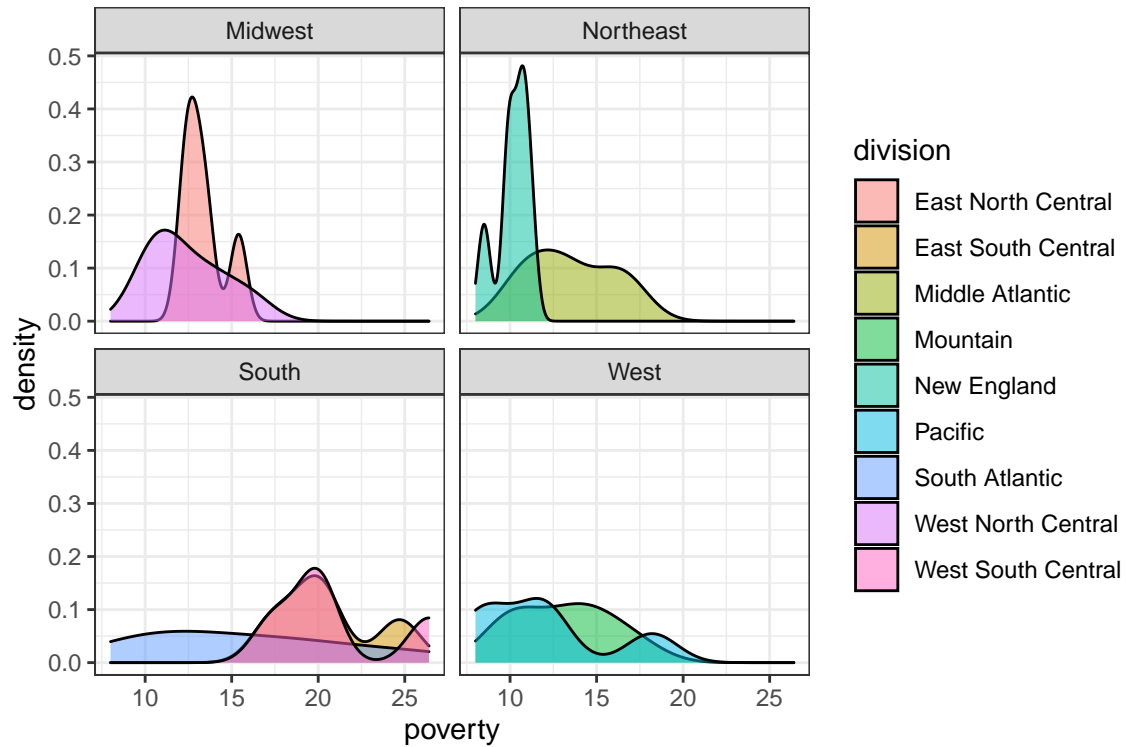 Midwest
Northeast
0.5
0.4
0.3
0.2
0.1
0.0
South
West
0.5
0.4
0.3
0.2
0.1
0.0
10 15 20 25
10 15 20 25
poverty
density
division
East North Central
East South Central
Middle Atlantic
Mountain
New England
Pacific
South Atlantic
West North Central
West South Central